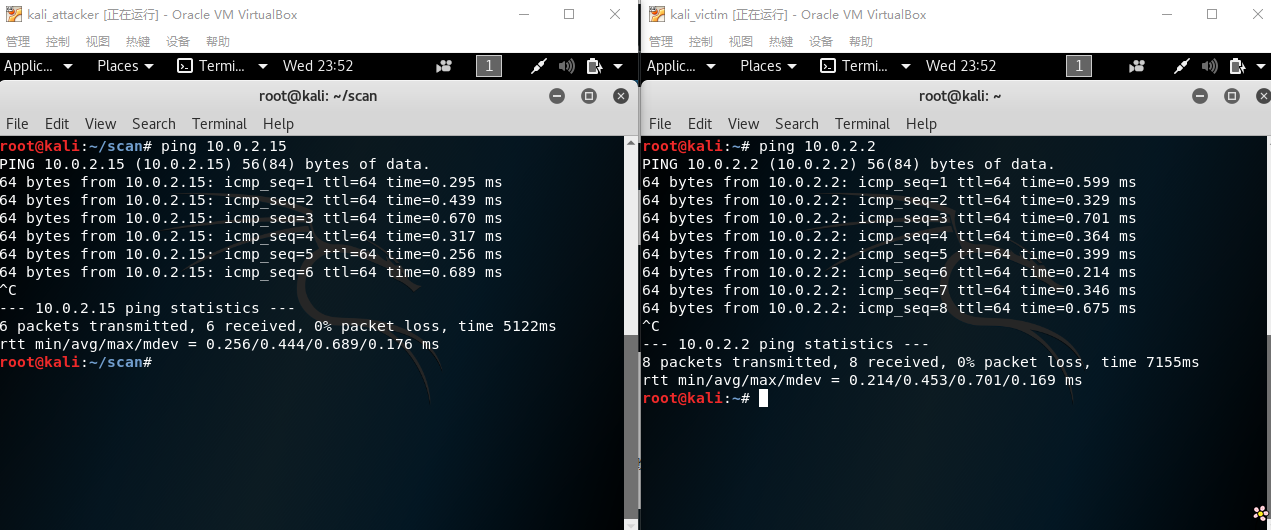 kali_attacker [正在运行] - Oracle VM VirtualBox
管理 控制 视图 热键 设备 帮助
Applic... Places Termi... Wed 23:52 1
root@kali: ~/scan
File Edit View Search Terminal Help
root@kali:~/scan# ping 10.0.2.15
PING 10.0.2.15 (10.0.2.15) 56(84) bytes of data.
64 bytes from 10.0.2.15: icmp_seq=1 ttl=64 time=0.295 ms
64 bytes from 10.0.2.15: icmp_seq=2 ttl=64 time=0.439 ms
64 bytes from 10.0.2.15: icmp_seq=3 ttl=64 time=0.670 ms
64 bytes from 10.0.2.15: icmp_seq=4 ttl=64 time=0.317 ms
64 bytes from 10.0.2.15: icmp_seq=5 ttl=64 time=0.256 ms
64 bytes from 10.0.2.15: icmp_seq=6 ttl=64 time=0.689 ms
^C
--- 10.0.2.15 ping statistics ---
6 packets transmitted, 6 received, 0% packet loss, time 5122ms
rtt min/avg/max/mdev = 0.256/0.444/0.689/0.176 ms
root@kali:~/scan#
kali_victim [正在运行] - Oracle VM VirtualBox
管理 控制 视图 热键 设备 帮助
Applic... Places Termi... Wed 23:52 1
root@kali: ~
File Edit View Search Terminal Help
root@kali:~# ping 10.0.2.2
PING 10.0.2.2 (10.0.2.2) 56(84) bytes of data.
64 bytes from 10.0.2.2: icmp_seq=1 ttl=64 time=0.599 ms
64 bytes from 10.0.2.2: icmp_seq=2 ttl=64 time=0.329 ms
64 bytes from 10.0.2.2: icmp_seq=3 ttl=64 time=0.701 ms
64 bytes from 10.0.2.2: icmp_seq=4 ttl=64 time=0.364 ms
64 bytes from 10.0.2.2: icmp_seq=5 ttl=64 time=0.399 ms
64 bytes from 10.0.2.2: icmp_seq=6 ttl=64 time=0.214 ms
64 bytes from 10.0.2.2: icmp_seq=7 ttl=64 time=0.346 ms
64 bytes from 10.0.2.2: icmp_seq=8 ttl=64 time=0.675 ms
^C
--- 10.0.2.2 ping statistics ---
8 packets transmitted, 8 received, 0% packet loss, time 7155ms
rtt min/avg/max/mdev = 0.214/0.453/0.701/0.169 ms
root@kali:~#